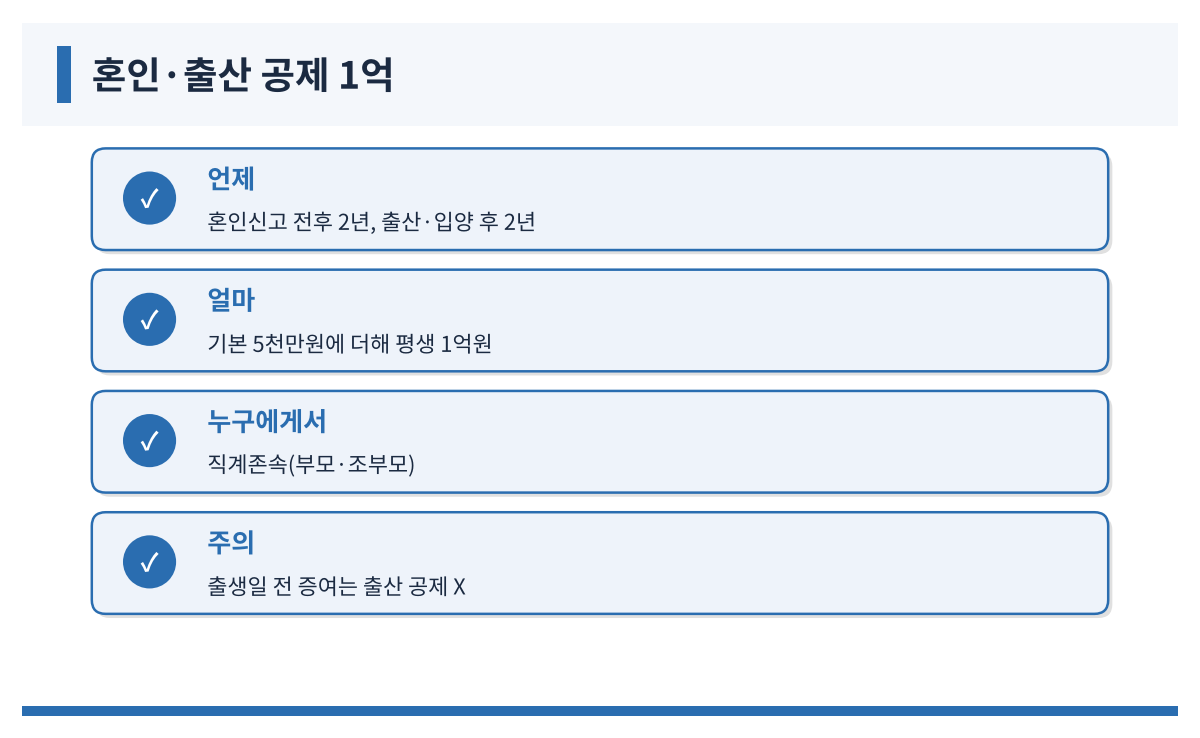 혼인·출산 공제 1억
✓
언제
혼인신고 전후 2년, 출산·입양 후 2년
✓
얼마
기본 5천만원에 더해 평생 1억원
✓
누구에게서
직계존속(부모·조부모)
✓
주의
출생일 전 증여는 출산 공제 X